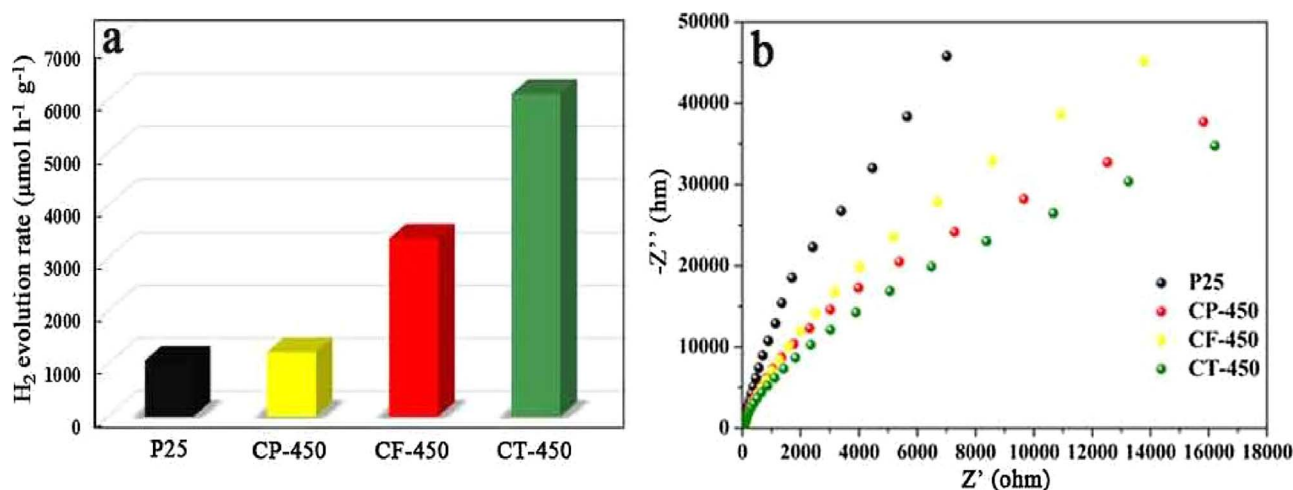 a
H₂ evolution rate (μmol h⁻¹ g⁻¹)
7000
6000
5000
4000
3000
2000
1000
0
P25 CP-450 CF-450 CT-450
b
-Z’’ (hm)
50000
40000
30000
20000
10000
0
P25
CP-450
CF-450
CT-450
0 2000 4000 6000 8000 10000 12000 14000 16000 18000
Z’ (ohm)